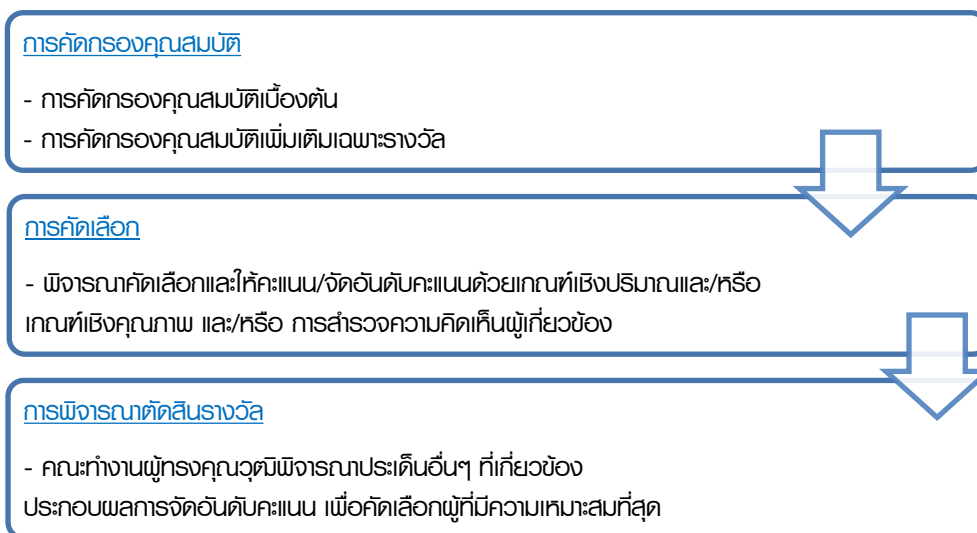 การคัดกรองคุณสมบัติ
- การคัดกรองคุณสมบัติเบื้องต้น
- การคัดกรองคุณสมบัติเพิ่มเติมเฉพาะรางวัล
การคัดเลือก
- พิจารณาคัดเลือกและให้คะแนน/จัดอันดับคะแนนด้วยเกณฑ์เชิงปริมาณและ/หรือ
เกณฑ์เชิงคุณภาพ และ/หรือ การสำรวจความคิดเห็นผู้เกี่ยวข้อง
การพิจารณาตัดสินรางวัล
- คณะทำงานผู้ทรงคุณวุฒิพิจารณาประเด็นอื่นๆ ที่เกี่ยวข้อง
ประกอบผลการจัดอันดับคะแนน เพื่อคัดเลือกผู้ที่มีความเหมาะสมที่สุด